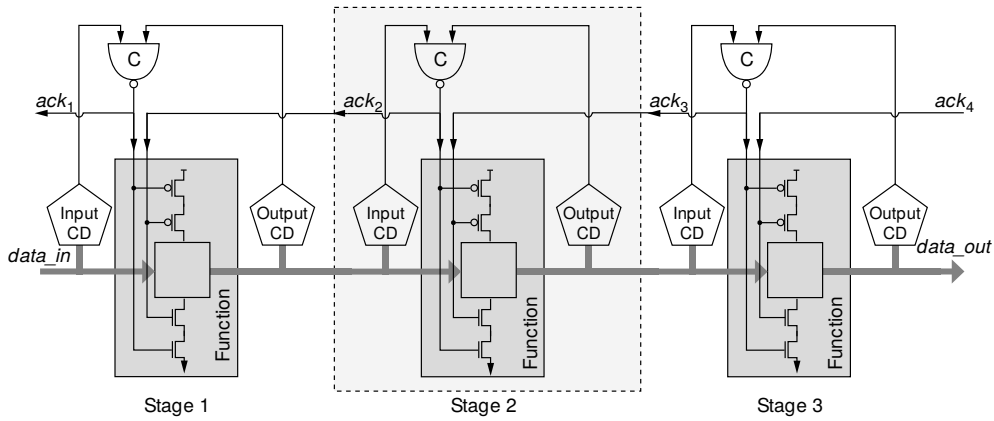 C
C
C
ack1
ack2
ack3
ack4
Input
CD
Output
CD
Input
CD
Output
CD
Input
CD
Output
CD
data_in
data_out
Function
Function
Function
Stage 1
Stage 2
Stage 3